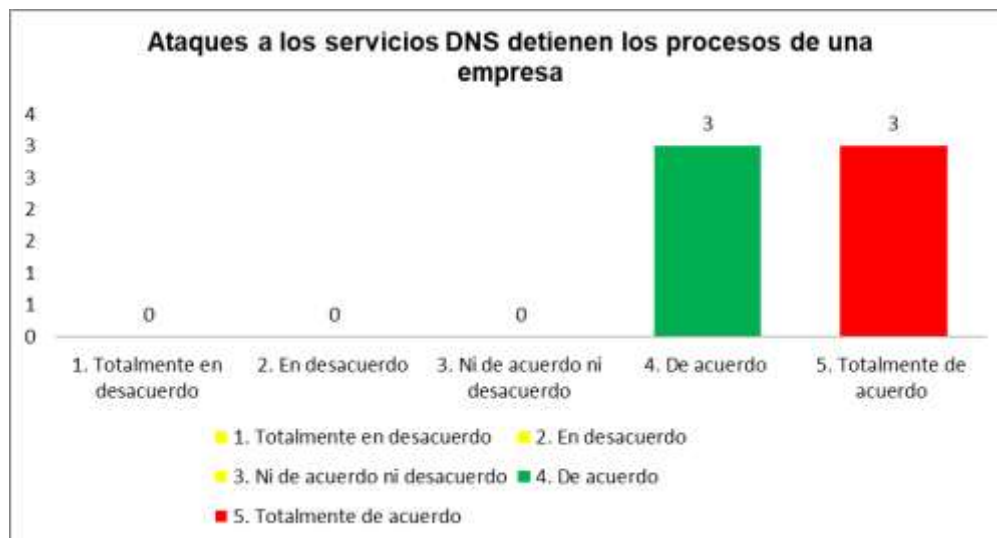 Ataques a los servicios DNS detienen los procesos de una
empresa
4
3
3
2
2
1
1
0
0
0
0
3
3
1. Totalmente en
desacuerdo
2. En desacuerdo
3. Ni de acuerdo ni
desacuerdo
4. De acuerdo
5. Totalmente de
acuerdo
1. Totalmente en desacuerdo
2. En desacuerdo
3. Ni de acuerdo ni desacuerdo
4. De acuerdo
5. Totalmente de acuerdo